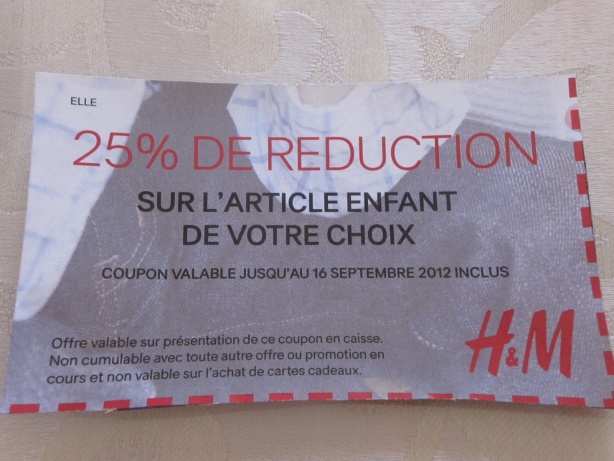 ELLE
25% DE REDUCTION
SUR L'ARTICLE ENFANT
DE VOTRE CHOIX
COUPON VALABLE JUSQU'AU 16 SEPTEMBRE 2012 INCLUS
Offre valable sur présentation de ce coupon en caisse.
Non cumulable avec toute autre offre ou promotion en
cours et non valable sur l'achat de cartes cadeaux.
H&M